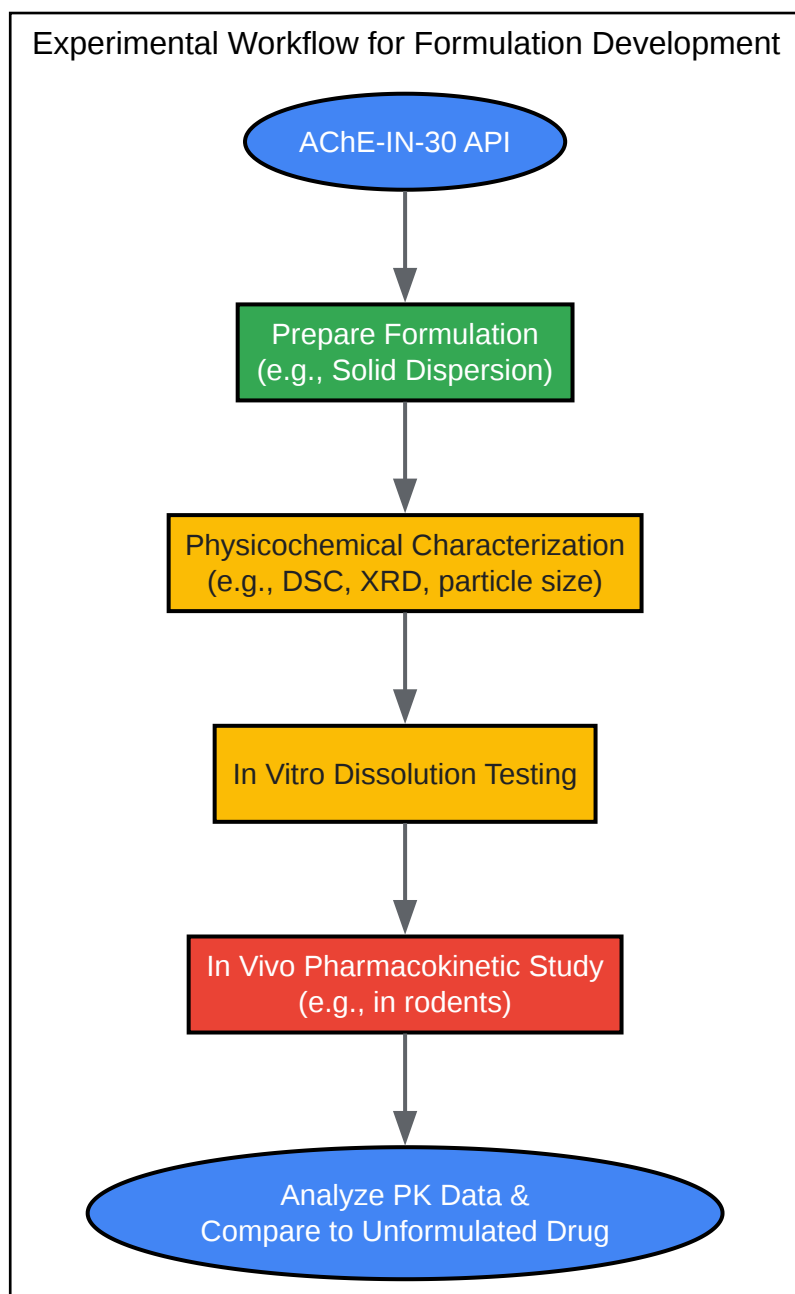 Experimental Workflow for Formulation Development
AChE-IN-30 API
Prepare Formulation
(e.g., Solid Dispersion)
Physicochemical Characterization
(e.g., DSC, XRD, particle size)
In Vitro Dissolution Testing
In Vivo Pharmacokinetic Study
(e.g., in rodents)
Analyze PK Data &
Compare to Unformulated Drug